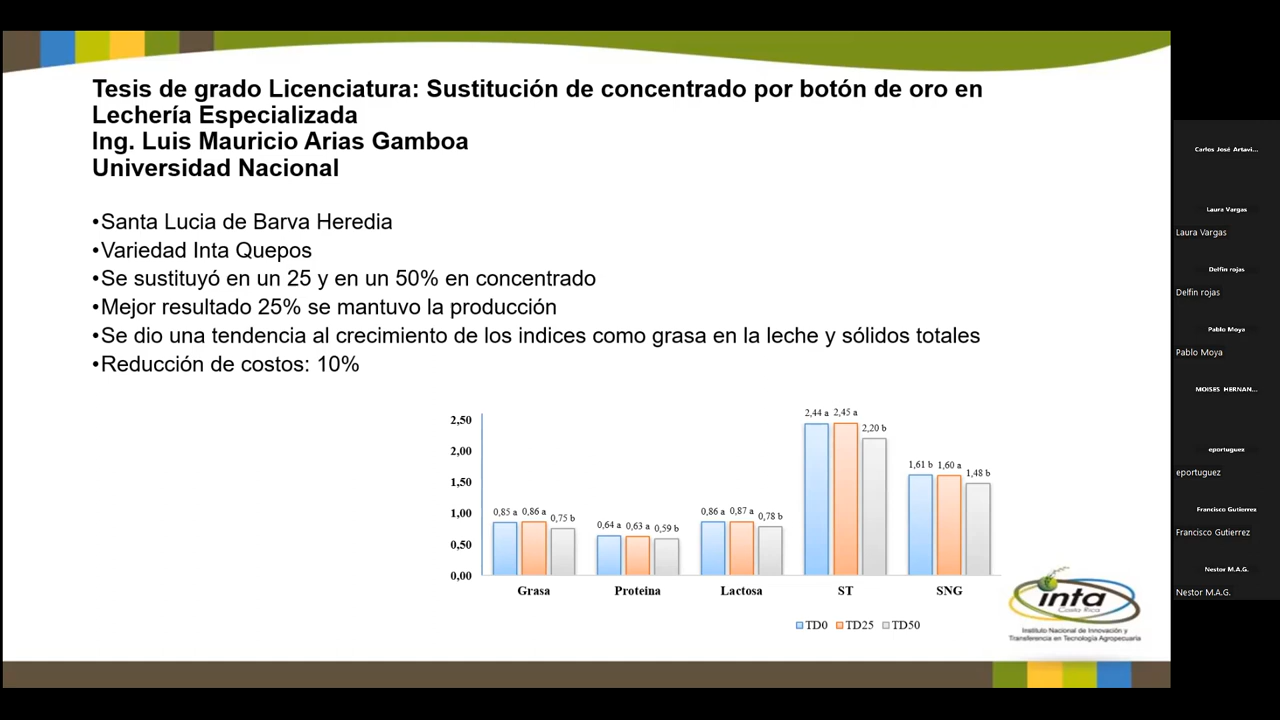 Tesis de grado Licenciatura: Sustitución de concentrado por botón de oro en
Lechería Especializada
Ing. Luis Mauricio Arias Gamboa
Universidad Nacional
•Santa Lucia de Barva Heredia
•Variedad Inta Quepos
•Se sustituyó en un 25 y en un 50% en concentrado
•Mejor resultado 25% se mantuvo la producción
•Se dio una tendencia al crecimiento de los indices como grasa en la leche y sólidos totales
•Reducción de costos: 10%
2,50
2,00
1,50
1,00
0,50
0,00
0,85 a 0,86 a 0,75 b
0,64 a 0,63 a 0,59 b
0,86 a 0,87 a 0,78 b
2,44 a 2,45 a 2,20 b
1,61 b 1,60 a 1,48 b
Grasa Proteina Lactosa ST SNG
TD0 TD25 TD50
inta
Costa Rica
Instituto Nacional de Innovación y
Transferencia en Tecnología Agropecuaria
Carlos José Artavi...
Laura Vargas
Laura Vargas
Delfin rojas
Delfin rojas
Pablo Moya
Pablo Moya
MOISES HERNAN...
eportuguez
eportuguez
Francisco Gutierrez
Francisco Gutierrez
Nestor M.A.G.
Nestor M.A.G.